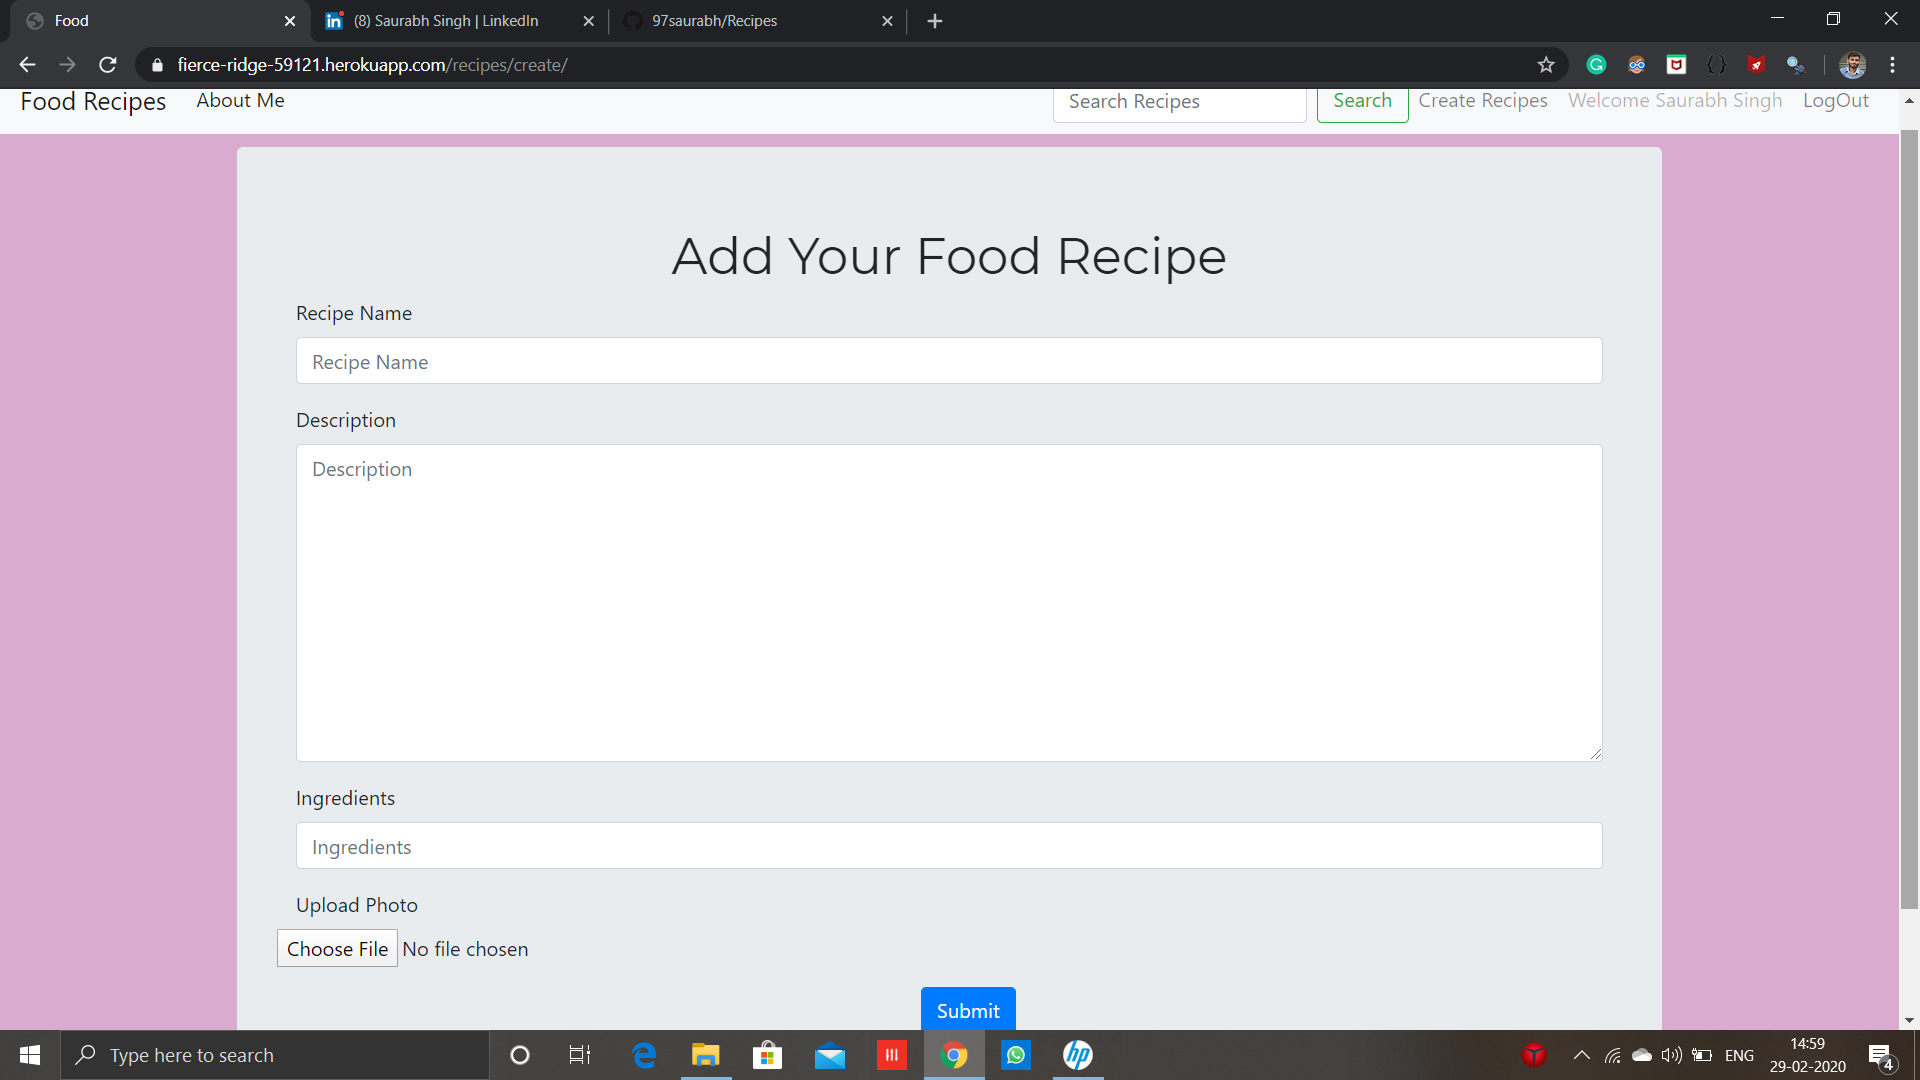 Food
(8) Saurabh Singh | LinkedIn
97saurabh/Recipes
fierce-ridge-59121.herokuapp.com/recipes/create/
Food Recipes
About Me
Search Recipes
Search
Create Recipes
Welcome Saurabh Singh
LogOut
Add Your Food Recipe
Recipe Name
Recipe Name
Description
Description
Ingredients
Ingredients
Upload Photo
Choose File No file chosen
Submit
Type here to search
ENG
14:59
29-02-2020
4